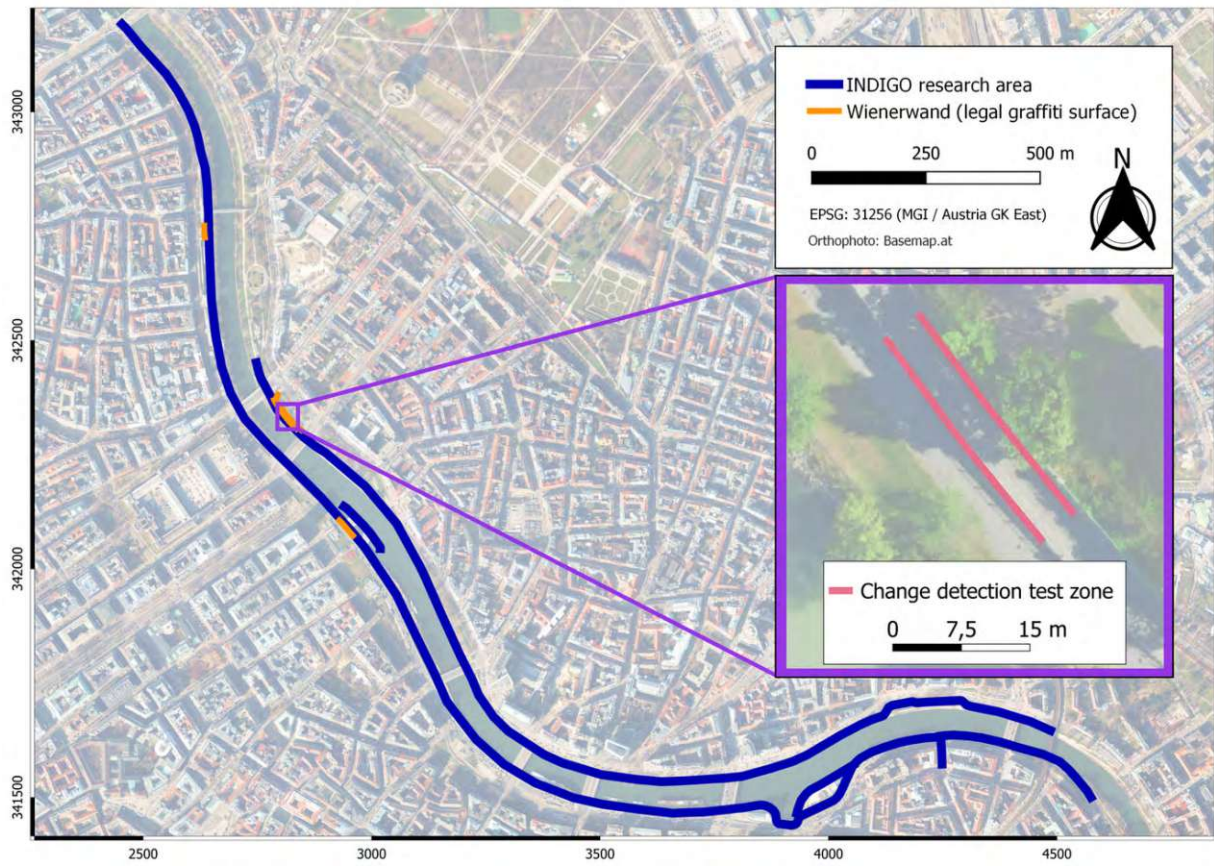 INDIGO research area
Wienerwand (legal graffiti surface)
0 250 500 m
N
EPSG: 31256 (MGI / Austria GK East)
Orthophoto: Basemap.at
Change detection test zone
0 7,5 15 m
343000
342500
342000
341500
2500 3000 3500 4000 4500